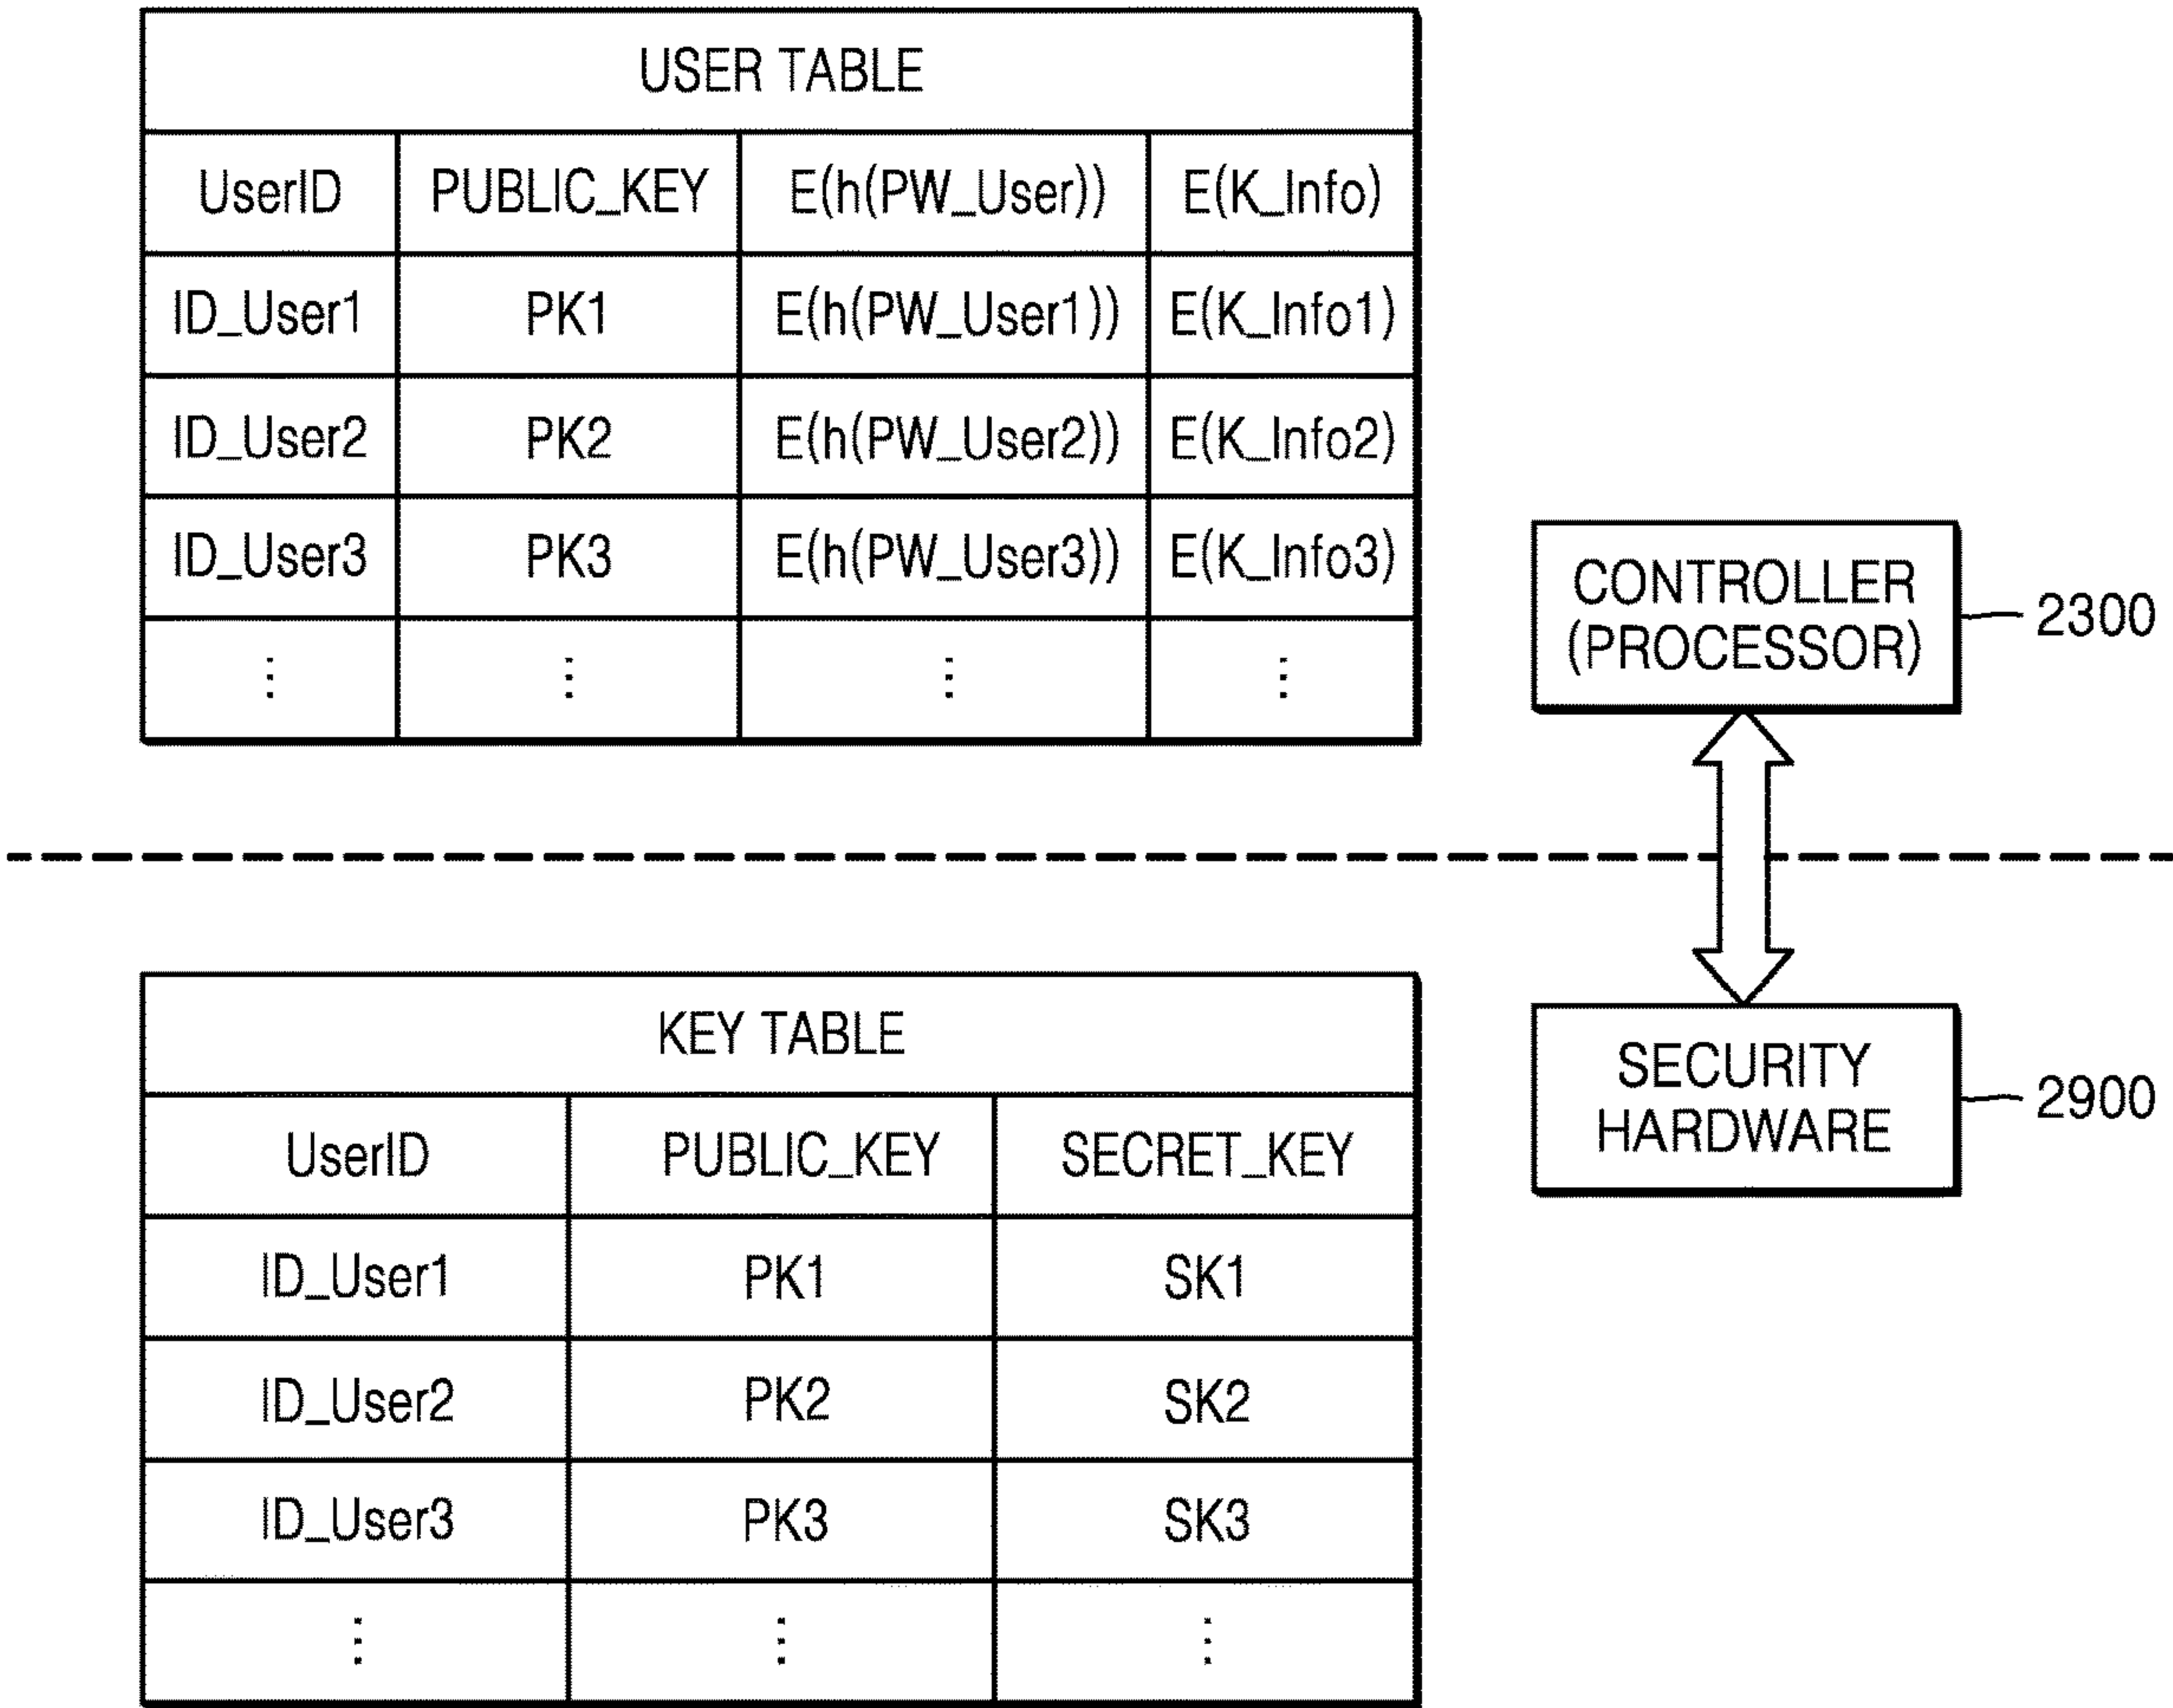 USER TABLE
UserID PUBLIC_KEY E(h(PW_User)) E(K_Info)
ID_User1 PK1 E(h(PW_User1)) E(K_Info1)
ID_User2 PK2 E(h(PW_User2)) E(K_Info2)
ID_User3 PK3 E(h(PW_User3)) E(K_Info3)
⋮ ⋮ ⋮ ⋮
CONTROLLER
(PROCESSOR)
2300
KEY TABLE
UserID PUBLIC_KEY SECRET_KEY
ID_User1 PK1 SK1
ID_User2 PK2 SK2
ID_User3 PK3 SK3
⋮ ⋮ ⋮
SECURITY
HARDWARE
2900